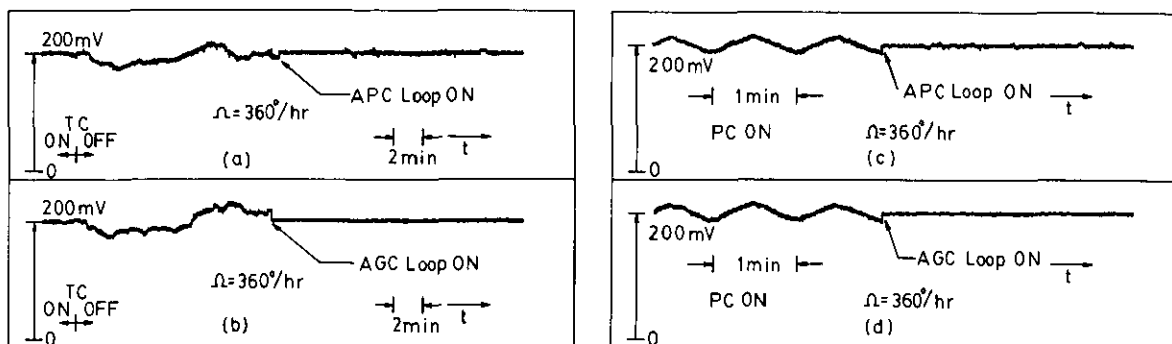 200mV
APC Loop ON
Ω=360°/hr
TC
ON OFF
0
(a)
2min
t
200mV
AGC Loop ON
Ω=360°/hr
TC
ON OFF
0
(b)
2min
t
200mV
1min
APC Loop ON
t
PC ON
Ω=360°/hr
0
(c)
200mV
1min
AGC Loop ON
t
PC ON
Ω=360°/hr
0
(d)